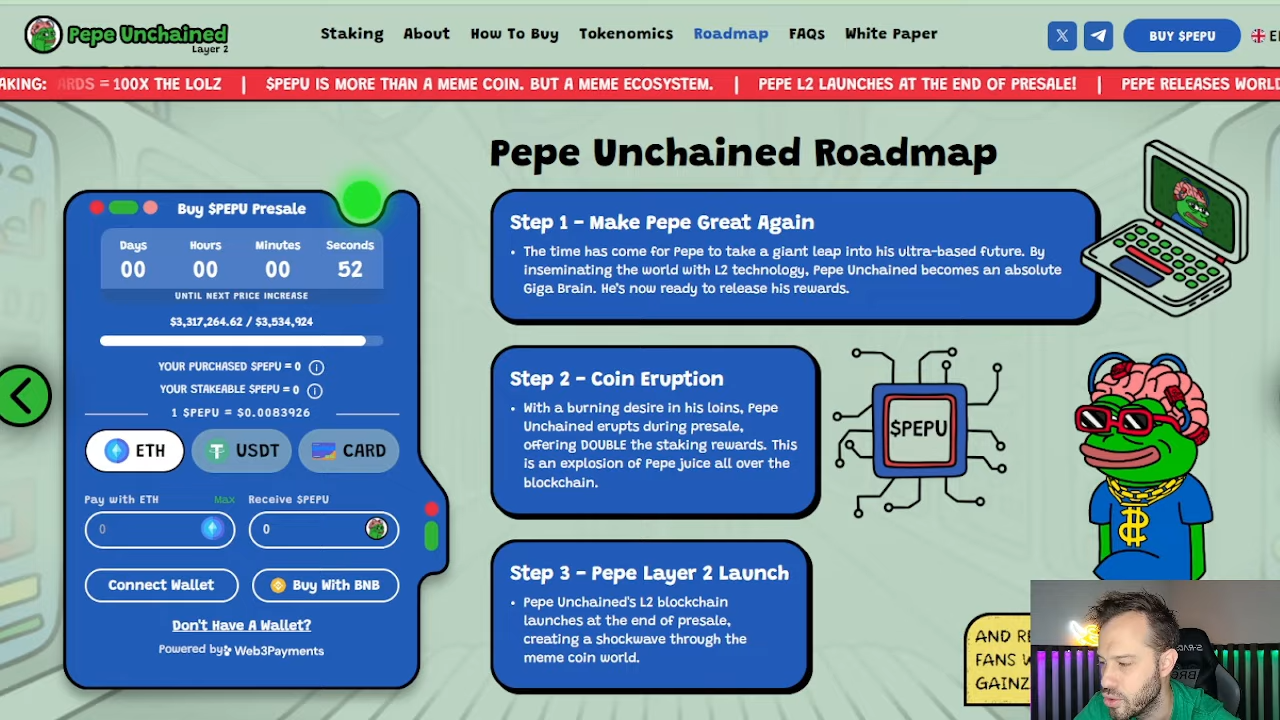 Pepe Unchained
Layer 2
Staking About How To Buy Tokenomics Roadmap FAQs White Paper
BUY $PEPU
AKING: ARDS = 100X THE LOLZ | $PEPU IS MORE THAN A MEME COIN. BUT A MEME ECOSYSTEM. | PEPE L2 LAUNCHES AT THE END OF PRESALE! | PEPE RELEASES WORLD
Buy $PEPU Presale
Days Hours Minutes Seconds
00 00 00 52
UNTIL NEXT PRICE INCREASE
$3,317,264.62 / $3,534,924
YOUR PURCHASED $PEPU = 0
YOUR STAKEABLE $PEPU = 0
1 $PEPU = $0.0083926
ETH USDT CARD
Pay with ETH Max Receive $PEPU
0 0
Connect Wallet Buy With BNB
Don't Have A Wallet?
Powered by Web3Payments
Pepe Unchained Roadmap
Step 1 - Make Pepe Great Again
• The time has come for Pepe to take a giant leap into his ultra-based future. By
inseminating the world with L2 technology, Pepe Unchained becomes an absolute
Giga Brain. He's now ready to release his rewards.
Step 2 - Coin Eruption
• With a burning desire in his loins, Pepe
Unchained erupts during presale,
offering DOUBLE the staking rewards. This
is an explosion of Pepe juice all over the
blockchain.
$PEPU
Step 3 - Pepe Layer 2 Launch
• Pepe Unchained's L2 blockchain
launches at the end of presale,
creating a shockwave through the
meme coin world.
AND RE
FANS W
GAINZ